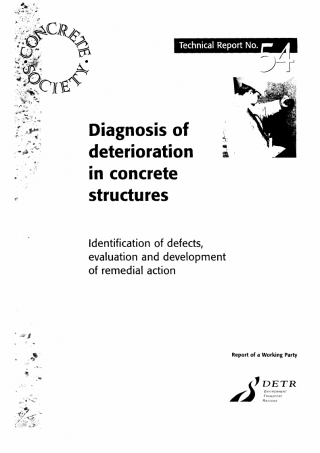 CONCRETE SOCIETY
Technical Report No. 54
Diagnosis of
deterioration
in concrete
structures
Identification of defects,
evaluation and development
of remedial action
Report of a Working Party
DETR
ENVIRONMENT
TRANSPORT
REGIONS